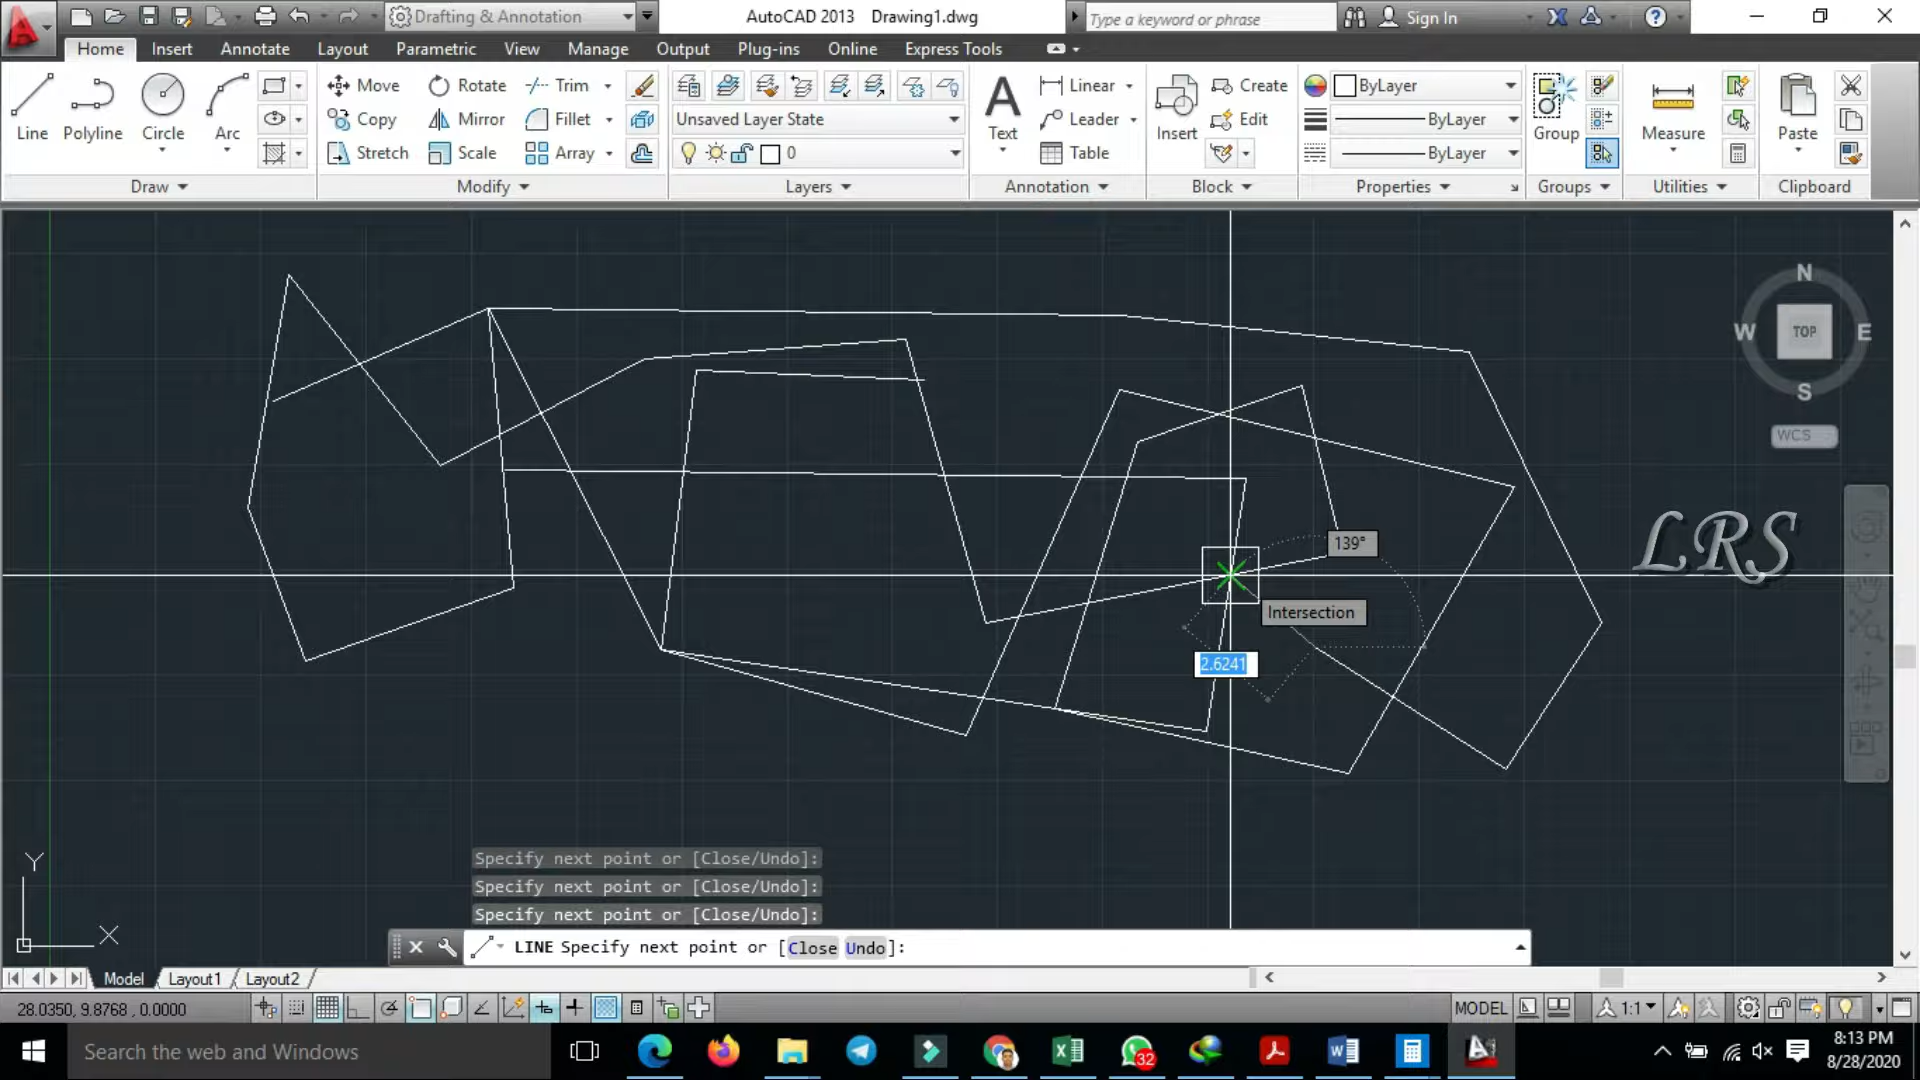 Drafting & Annotation
AutoCAD 2013 Drawing1.dwg
Type a keyword or phrase
Sign In
Home Insert Annotate Layout Parametric View Manage Output Plug-ins Online Express Tools
Line Polyline Circle Arc
Move Rotate Trim
Copy Mirror Fillet
Stretch Scale Array
Unsaved Layer State
0
Text
Linear
Leader
Table
Insert
Create
Edit
ByLayer
ByLayer
ByLayer
Group
Measure
Paste
Draw Modify Layers Annotation Block Properties Groups Utilities Clipboard
N
W TOP E
S
WCS
LRS
139°
Intersection
2.6241
Y
X
Specify next point or [Close/Undo]:
Specify next point or [Close/Undo]:
Specify next point or [Close/Undo]:
LINE Specify next point or [Close Undo]:
Model Layout1 Layout2
28.0350, 9.8768 , 0.0000
MODEL
1:1
Search the web and Windows
32
8:13 PM
8/28/2020